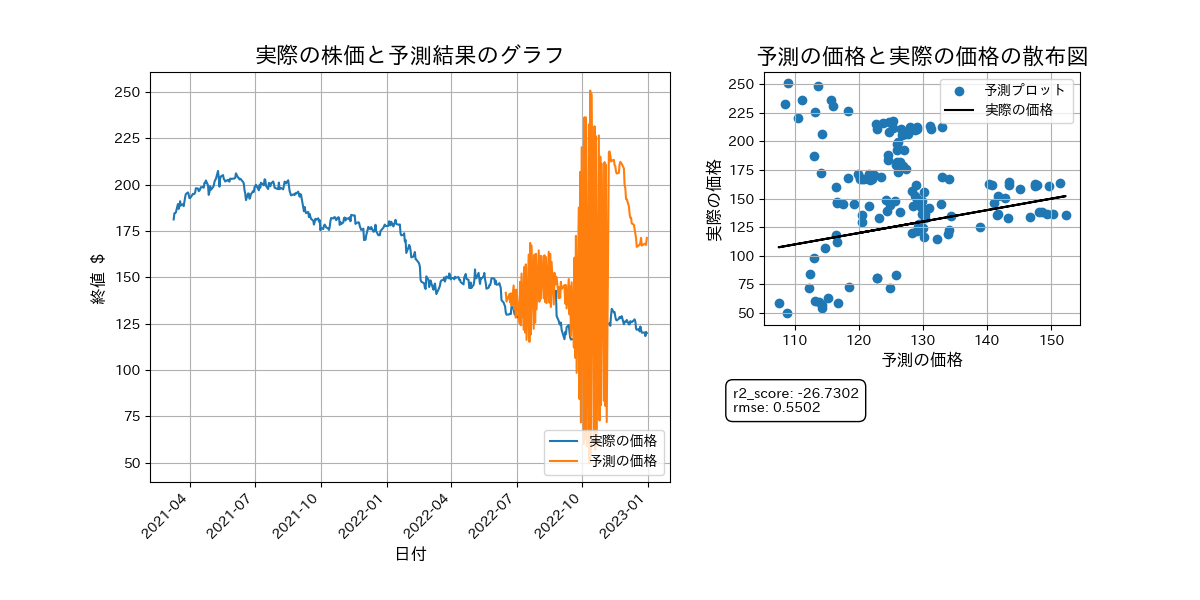 実際の株価と予測結果のグラフ
250
225
200
175
150
125
100
75
50
終値 $
2021-04
2021-07
2021-10
2022-01
2022-04
2022-07
2022-10
2023-01
日付
実際の価格
予測の価格
予測の価格と実際の価格の散布図
250
225
200
175
150
125
100
75
50
実際の価格
予測プロット
実際の価格
110
120
130
140
150
予測の価格
r2_score: -26.7302
rmse: 0.5502